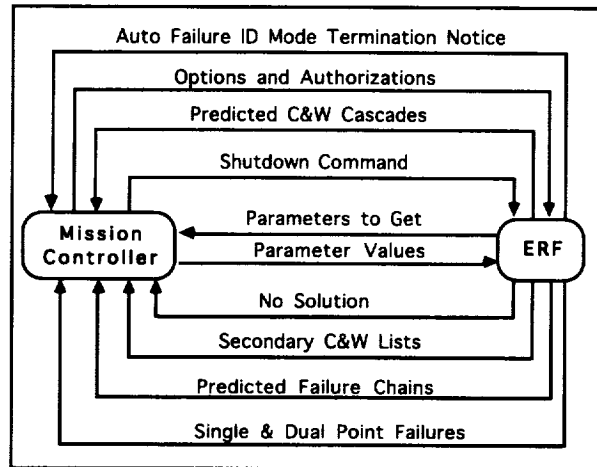 Auto Failure ID Mode Termination Notice
Options and Authorizations
Predicted C&W Cascades
Shutdown Command
Parameters to Get
Mission
Controller
ERF
Parameter Values
No Solution
Secondary C&W Lists
Predicted Failure Chains
Single & Dual Point Failures